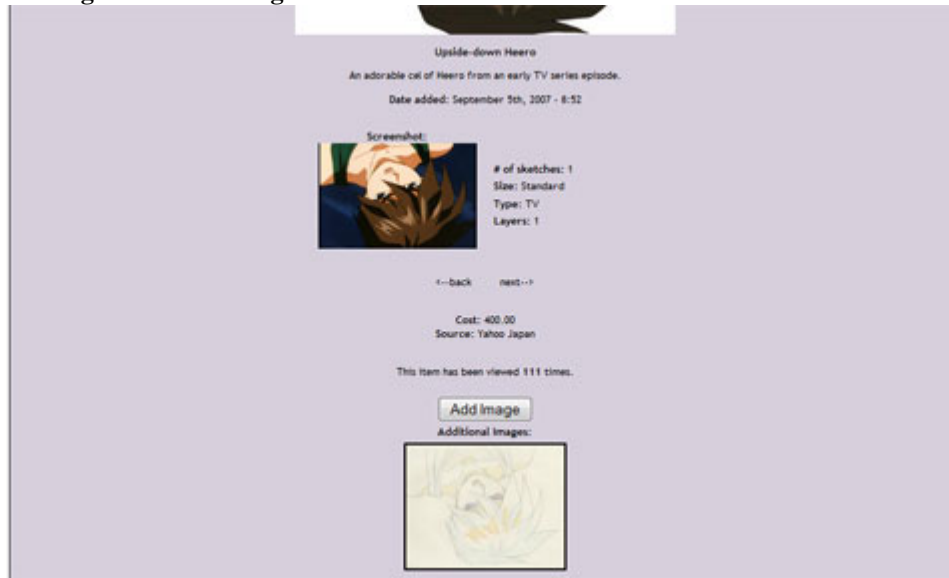 Upside-down Heero
An adorable cel of Heero from an early TV series episode.
Date added: September 5th, 2007 - 8:52
Screenshot:
# of sketches: 1
Size: Standard
Type: TV
Layers: 1
<--back next-->
Cost: 400.00
Source: Yahoo Japan
This item has been viewed 111 times.
Add Image
Additional Images: